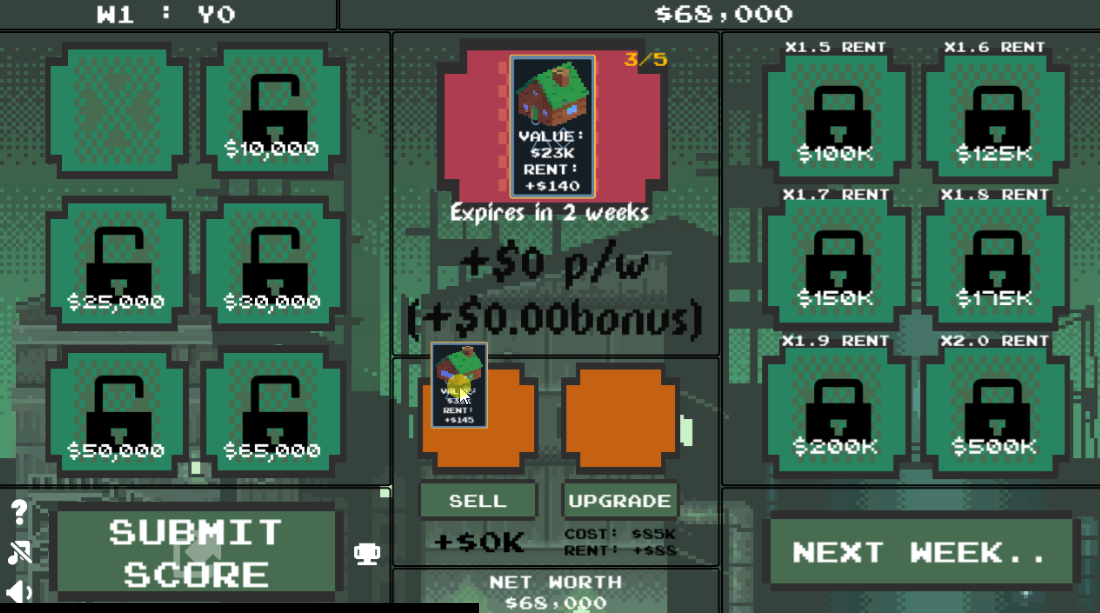 W1 : Y0
$68,000
$10,000
$25,000
$30,000
$50,000
$65,000
SUBMIT
SCORE
?
3/5
VALUE:
$23K
RENT:
+$140
Expires in 2 weeks
+$0 p/w
(+$0.00bonus)
RENT:
+$145
SELL
UPGRADE
+$0K
COST: $85K
RENT: +$88
NET WORTH
$68,000
X1.5 RENT
X1.6 RENT
$100K
$125K
X1.7 RENT
X1.8 RENT
$150K
$175K
X1.9 RENT
X2.0 RENT
$200K
$500K
NEXT WEEK..